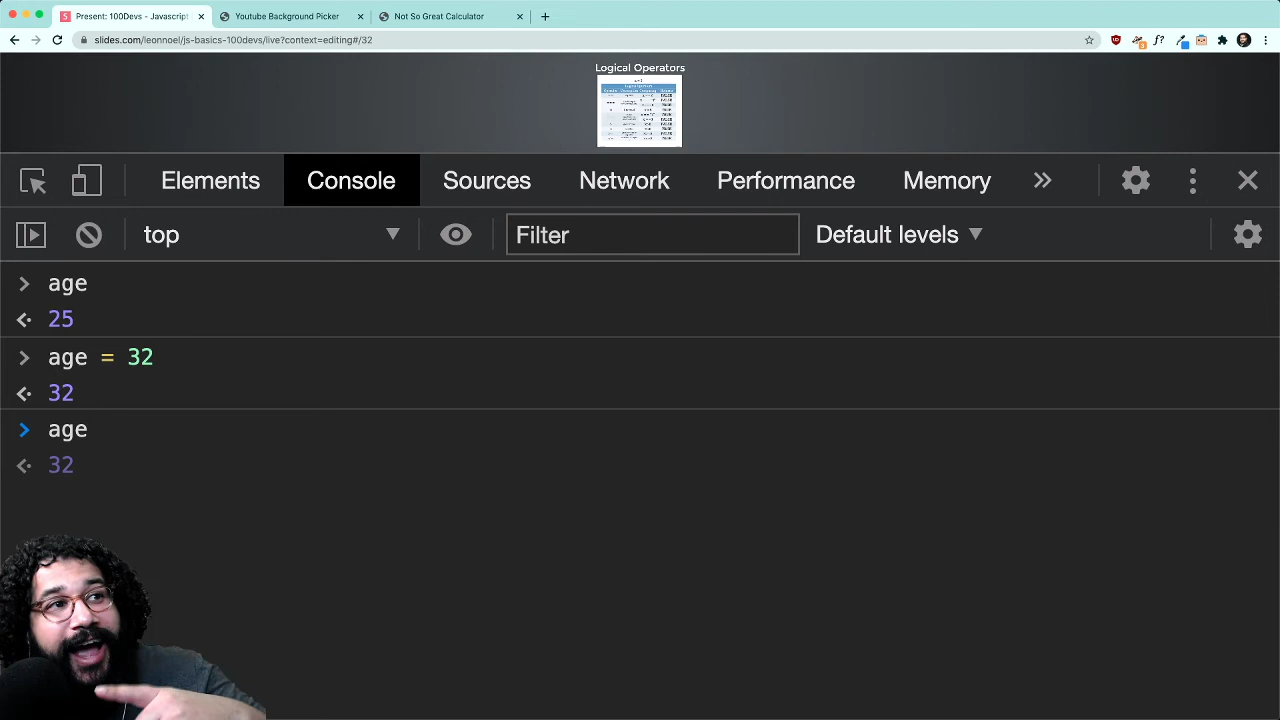 Present: 100Devs - Javascript
Youtube Background Picker
Not So Great Calculator
slides.com/leonnoel/js-basics-100devs/live?context=editing#/32
Logical Operators
Elements
Console
Sources
Network
Performance
Memory
top
Filter
Default levels
> age
25
> age = 32
32
> age
32